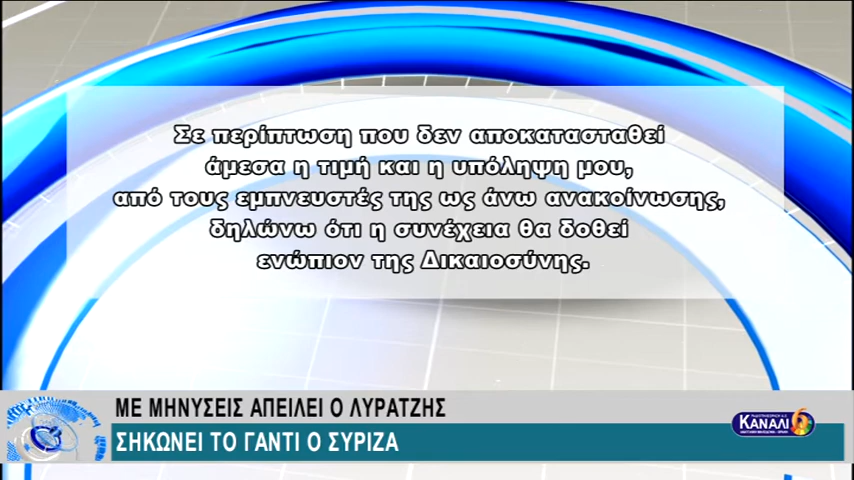 Σε περίπτωση που δεν αποκατασταθεί
άμεσα η τιμή και η υπόληψη μου,
από τους εμπνευστές της ως άνω ανακοίνωσης,
δηλώνω ότι η συνέχεια θα δοθεί
ενώπιον της Δικαιοσύνης.
ΜΕ ΜΗΝΥΣΕΙΣ ΑΠΕΙΛΕΙ Ο ΛΥΡΑΤΖΗΣ
ΣΗΚΩΝΕΙ ΤΟ ΓΑΝΤΙ Ο ΣΥΡΙΖΑ
ΚΑΝΑΛΙ 6